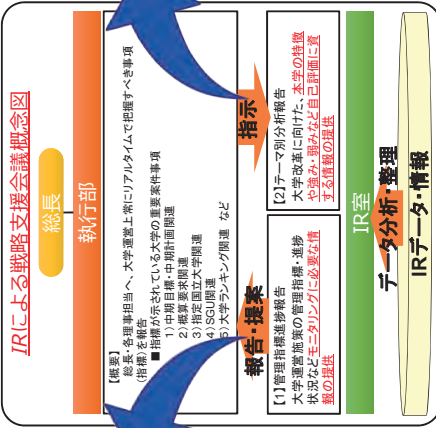 IRによる戦略支援会議概念図
総長
執行部
【概要】
総長・各理事担当へ、大学運営上常にリアルタイムで把握すべき事項
(指標)を報告
■指標が示されている大学の重要案件事項
1)中期目標・中期計画関連
2)概算要求関連
3)指定国立大学関連
4)SGU関連
5)大学ランキング関連 など
報告・提案
指示
【1】管理指標進捗報告
大学運営施策の管理指標・進捗
状況などモニタリングに必要な情
報の提供
【2】テーマ別分析報告
大学改革に向けた、本学の特徴
や強み・弱みなど自己評価に資
する情報の提供
IR室
データ分析・整理
IRデータ・情報